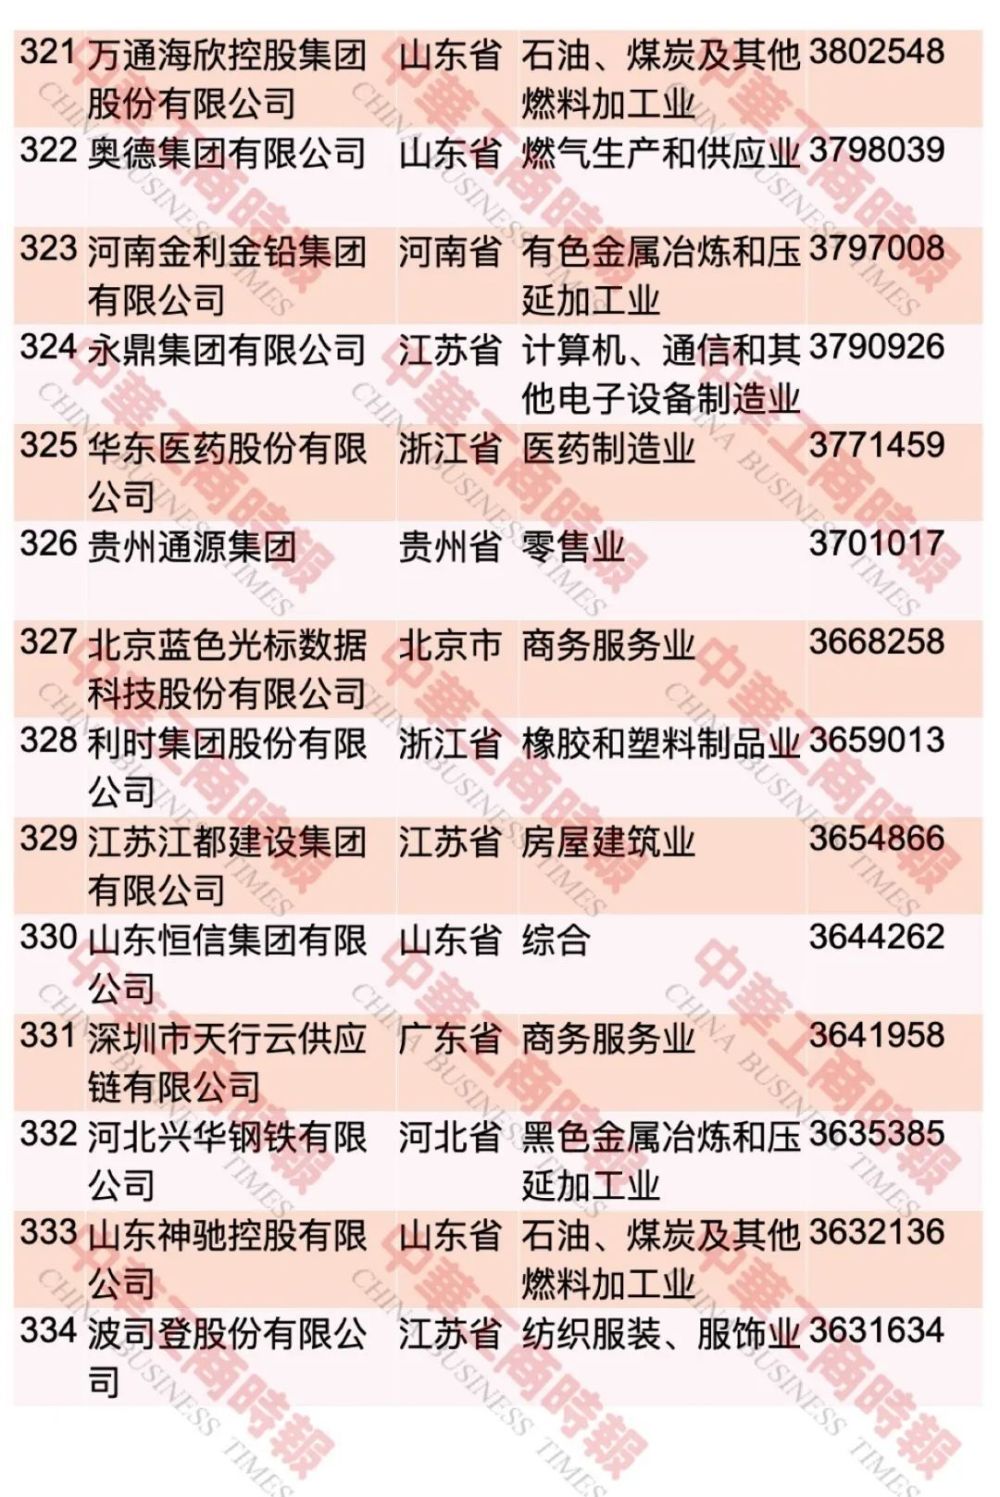 321 万通海欣控股集团 山东省 石油、煤炭及其他 3802548
股份有限公司 燃料加工业
322 奥德集团有限公司 山东省 燃气生产和供应业 3798039
323 河南金利金铅集团 河南省 有色金属冶炼和压 3797008
有限公司 延加工业
324 永鼎集团有限公司 江苏省 计算机、通信和其 3790926
他电子设备制造业
325 华东医药股份有限 浙江省 医药制造业 3771459
公司
326 贵州通源集团 贵州省 零售业 3701017
327 北京蓝色光标数据 北京市 商务服务业 3668258
科技股份有限公司
328 利时集团股份有限 浙江省 橡胶和塑料制品业 3659013
公司
329 江苏江都建设集团 江苏省 房屋建筑业 3654866
有限公司
330 山东恒信集团有限 山东省 综合 3644262
公司
331 深圳市天行云供应 广东省 商务服务业 3641958
链有限公司
332 河北兴华钢铁有限 河北省 黑色金属冶炼和压 3635385
公司 延加工业
333 山东神驰控股有限 山东省 石油、煤炭及其他 3632136
公司 燃料加工业
334 波司登股份有限公 江苏省 纺织服装、服饰业 3631634
司
中華工商時報
CHINA BUSINESS TIMES